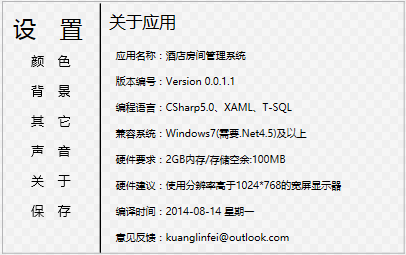 设 置
颜 色
背 景
其 它
声 音
关 于
保 存
关于应用
应用名称：酒店房间管理系统
版本编号：Version 0.0.1.1
编程语言：CSharp5.0、XAML、T-SQL
兼容系统：Windows7(需要.Net4.5)及以上
硬件要求：2GB内存/存储空余:100MB
硬件建议：使用分辨率高于1024*768的宽屏显示器
编译时间：2014-08-14 星期一
意见反馈：kuanglinfei@outlook.com